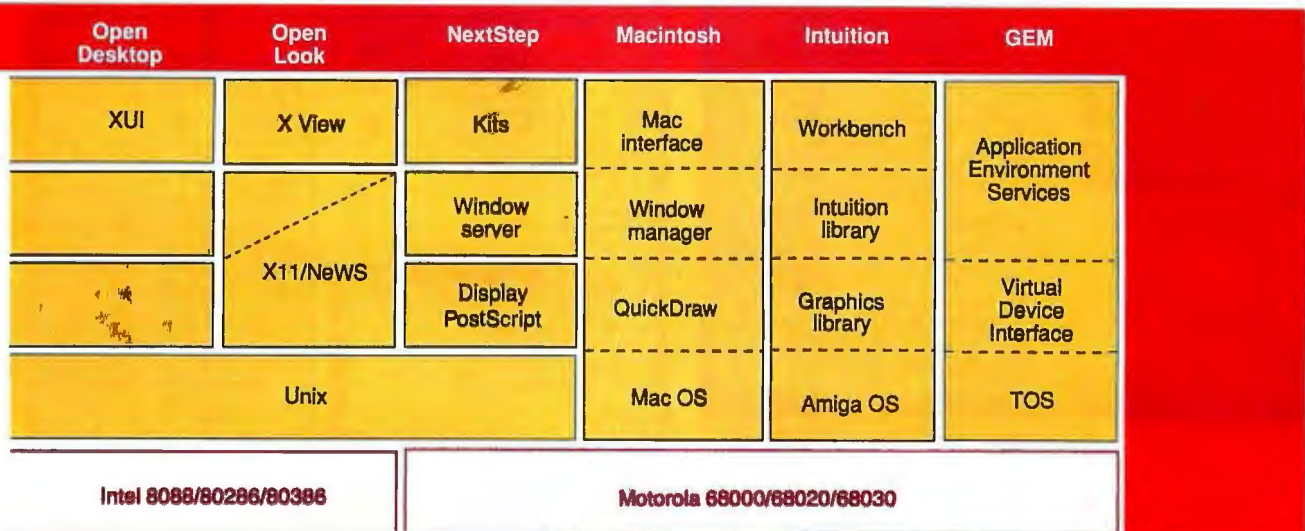 Open
Desktop
Open
Look
NextStep
Macintosh
Intuition
GEM
XUI
X View
Kits
Mac
interface
Workbench
Application
Environment
Services
Window
server
Window
manager
Intuition
library
X11/NeWS
Display
PostScript
QuickDraw
Graphics
library
Virtual
Device
Interface
Unix
Mac OS
Amiga OS
TOS
Intel 8088/80286/80386
Motorola 68000/68020/68030